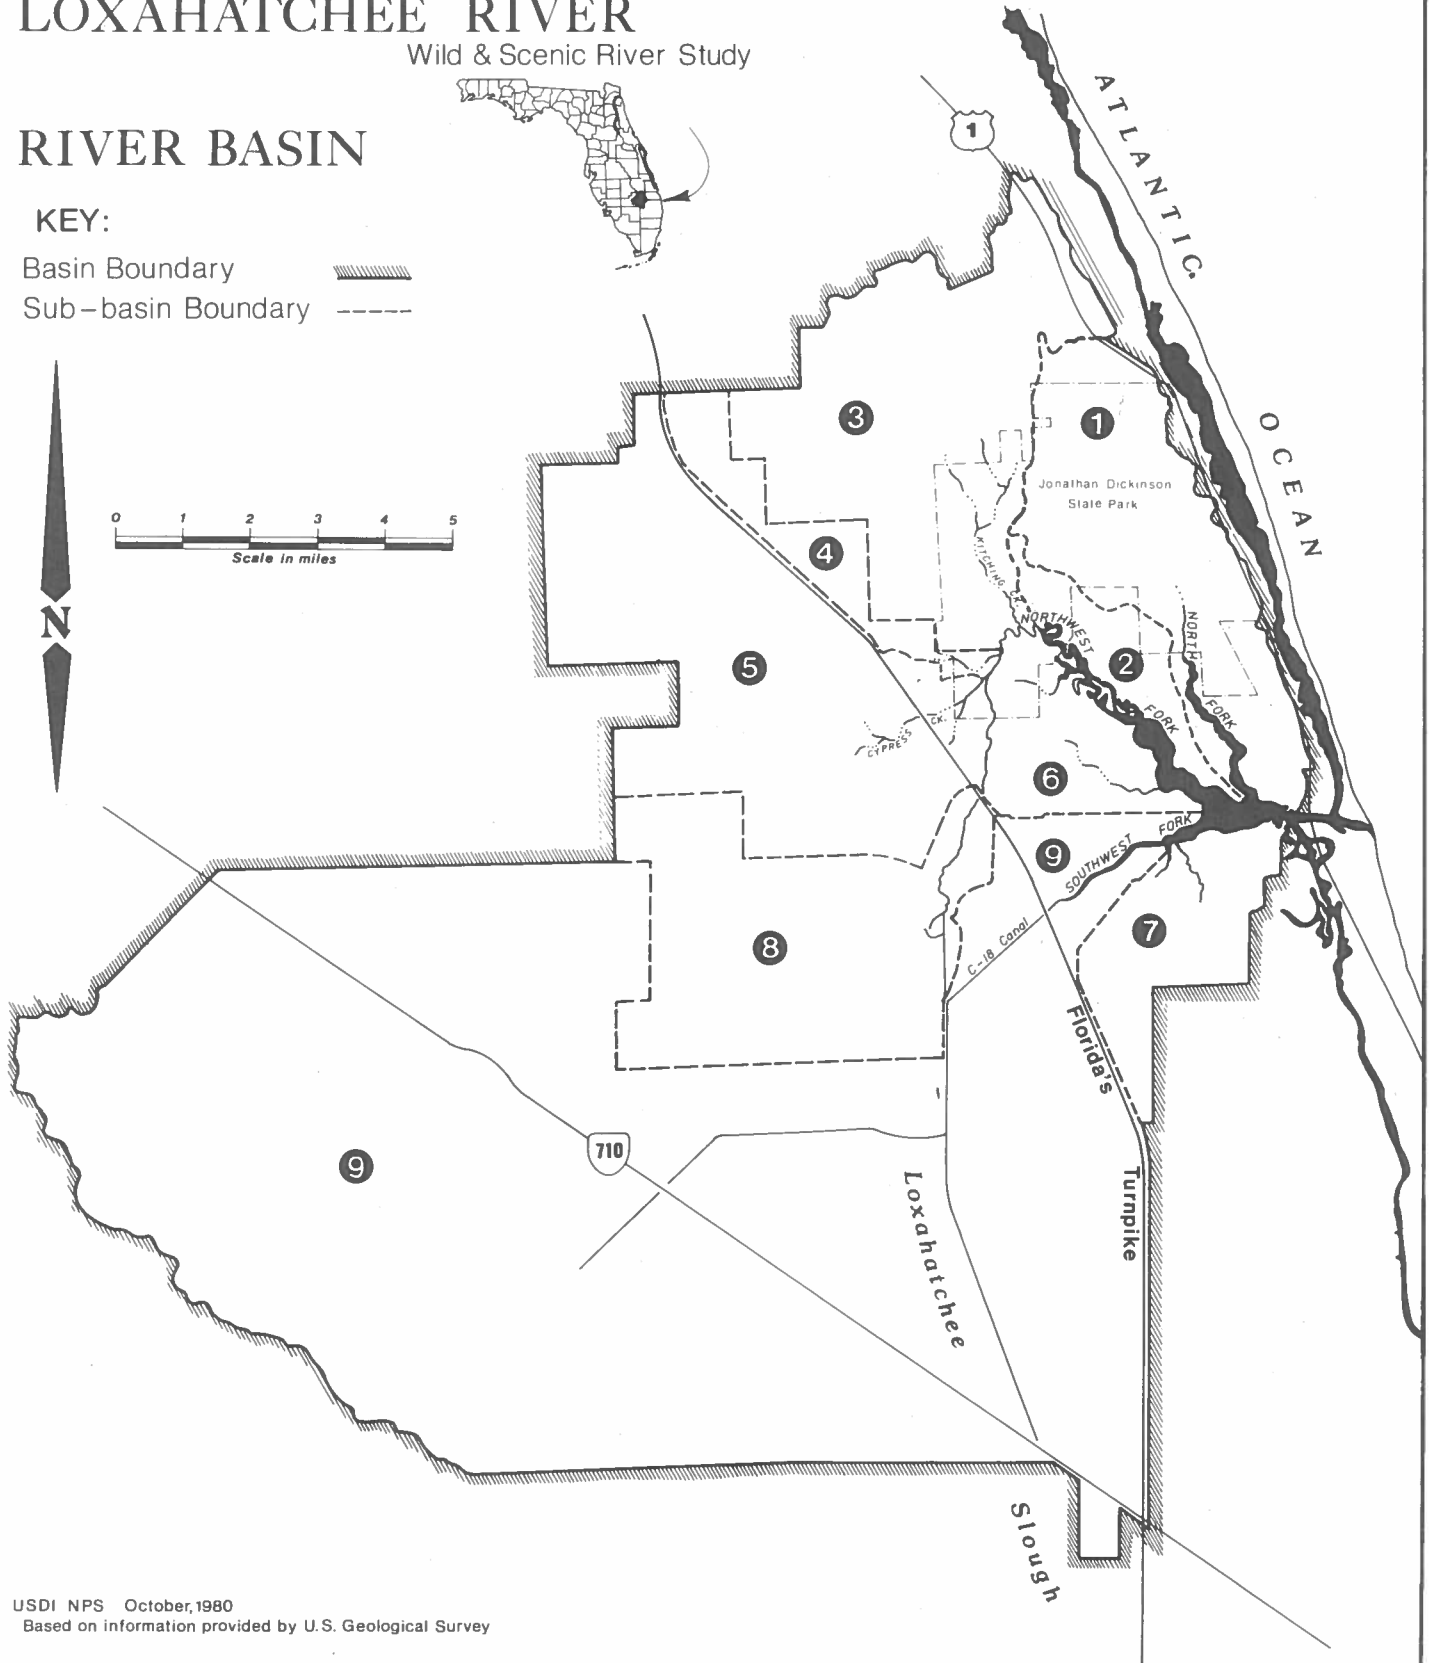 LOXAHATCHEE RIVER
Wild & Scenic River Study
RIVER BASIN
KEY:
Basin Boundary
Sub-basin Boundary
N
0 1 2 3 4 5
Scale in miles
1
ATLANTIC
OCEAN
3
1
Jonathan Dickinson
State Park
4
KITCHING CK.
NORTHWEST
FORK
NORTH
FORK
2
5
CYPRESS
CK.
6
9
SOUTHWEST
FORK
7
8
C-18 Canal
Florida's
Turnpike
710
9
Loxahatchee
Slough
USDI NPS October, 1980
Based on information provided by U.S. Geological Survey